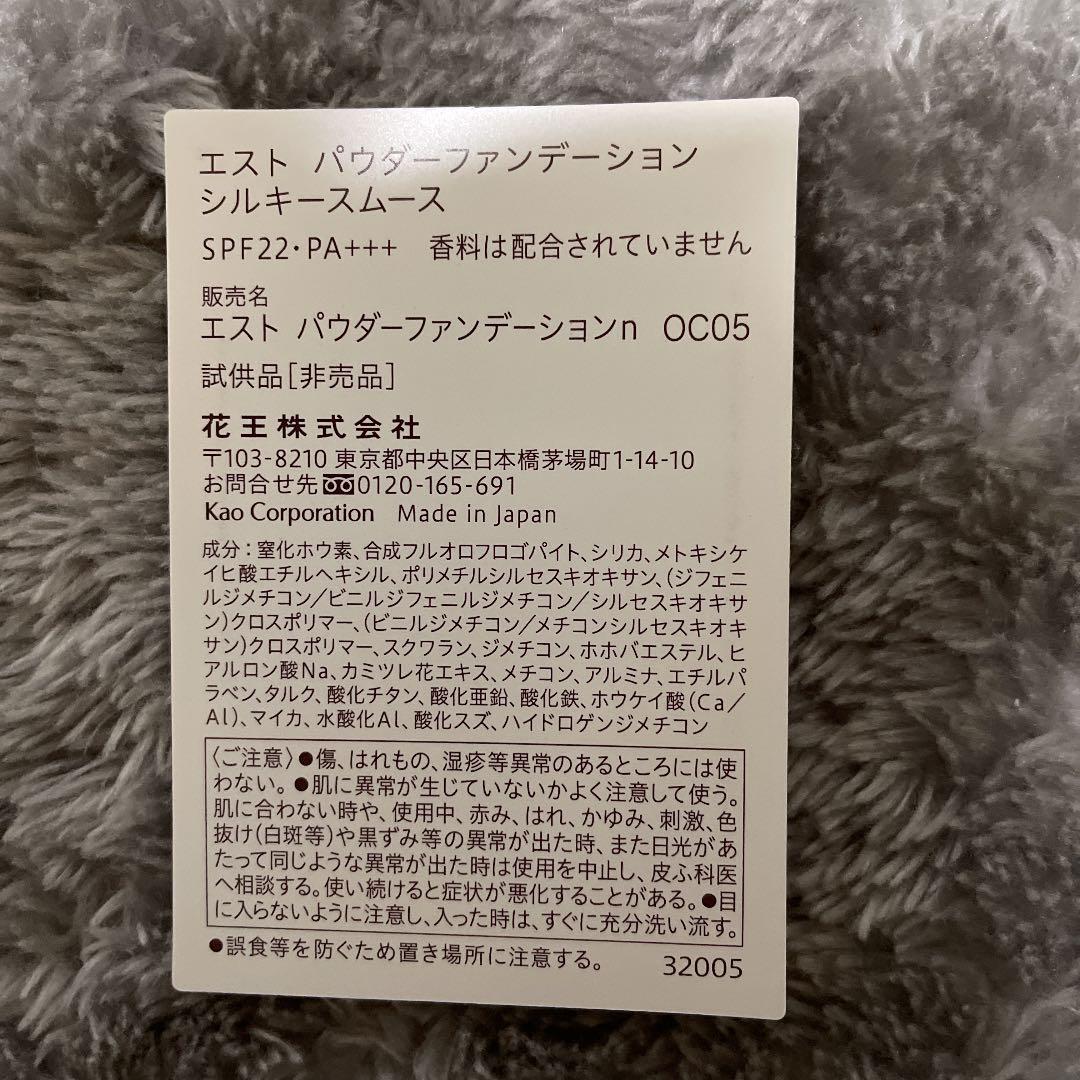 エスト パウダーファンデーション
シルキースムース
SPF22・PA+++ 香料は配合されていません
販売名
エスト パウダーファンデーションn OC05
試供品[非売品]
花王株式会社
〒103-8210 東京都中央区日本橋茅場町1-14-10
お問合せ先 0120-165-691
Kao Corporation Made in Japan
成分：窒化ホウ素、合成フルオロフロゴパイト、シリカ、メトキシケ
イヒ酸エチルヘキシル、ポリメチルシルセスキオキサン、(ジフェニ
ルジメチコン／ビニルジフェニルジメチコン／シルセスキオキサ
ン)クロスポリマー、(ビニルジメチコン／メチコンシルセスキオキ
サン)クロスポリマー、スクワラン、ジメチコン、ホホバエステル、ヒ
アルロン酸Na、カミツレ花エキス、メチコン、アルミナ、エチルパ
ラベン、タルク、酸化チタン、酸化亜鉛、酸化鉄、ホウケイ酸(Ca／
Al)、マイカ、水酸化Al、酸化スズ、ハイドロゲンジメチコン
〈ご注意〉●傷、はれもの、湿疹等異常のあるところには使
わない。●肌に異常が生じていないかよく注意して使う。
肌に合わない時や、使用中、赤み、はれ、かゆみ、刺激、色
抜け(白斑等)や黒ずみ等の異常が出た時、また日光があ
たって同じような異常が出た時は使用を中止し、皮ふ科医
へ相談する。使い続けると症状が悪化することがある。●目
に入らないように注意し、入った時は、すぐに充分洗い流す。
●誤食等を防ぐため置き場所に注意する。
32005